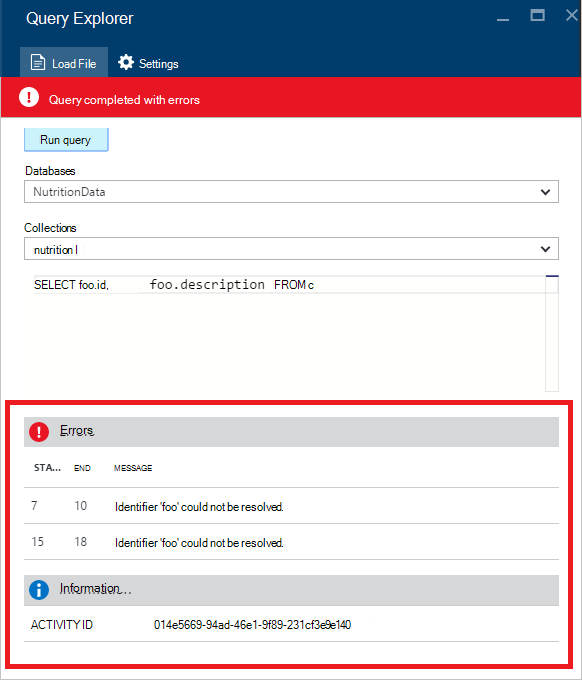 Query Explorer
Load File Settings
Query completed with errors
Run query
Databases
NutritionData
Collections
nutrition l
SELECT foo.id, foo.description FROM c
Errors
STA... END MESSAGE
7 10 Identifier 'foo' could not be resolved.
15 18 Identifier 'foo' could not be resolved.
Information...
ACTIVITY ID 014e5669-94ad-46e1-9f89-231cf3e9e140